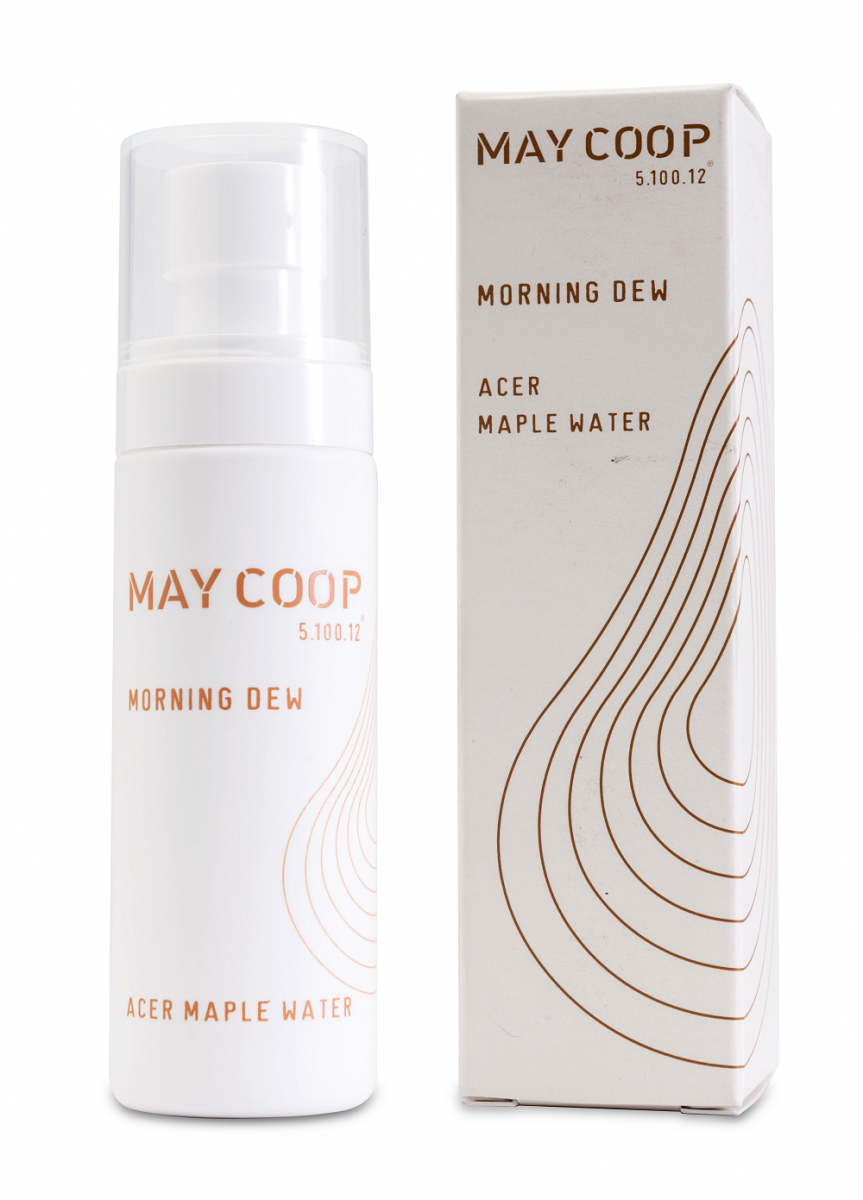 MAY COOP
5.100.12®
MORNING DEW
ACER MAPLE WATER
MAY COOP
5.100.12®
MORNING DEW
ACER
MAPLE WATER